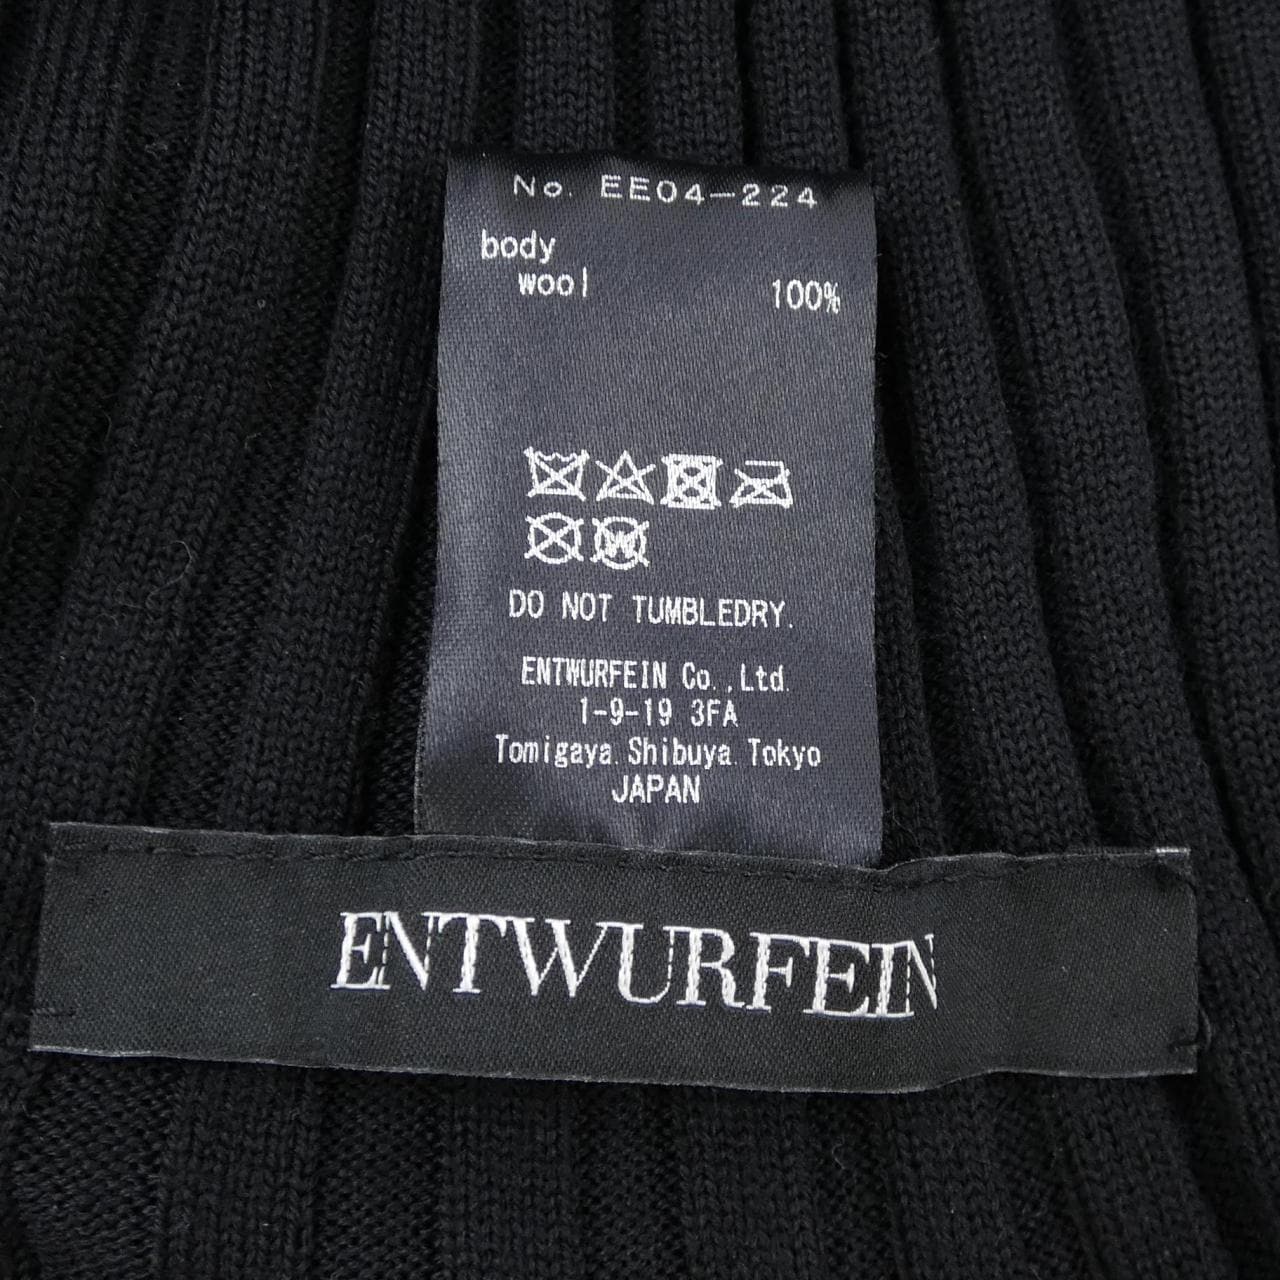 No. EE04-224
body
wool 100%
W
DO NOT TUMBLEDRY.
ENTWURFEIN Co.,Ltd.
1-9-19 3FA
Tomigaya.Shibuya.Tokyo
JAPAN
ENTWURFEIN